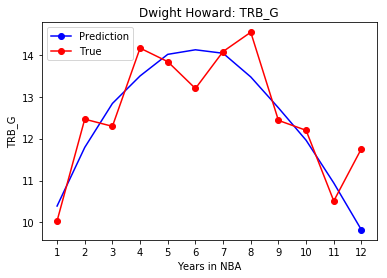 Dwight Howard: TRB_G
Prediction
True
TRB_G
14
13
12
11
10
1 2 3 4 5 6 7 8 9 10 11 12
Years in NBA